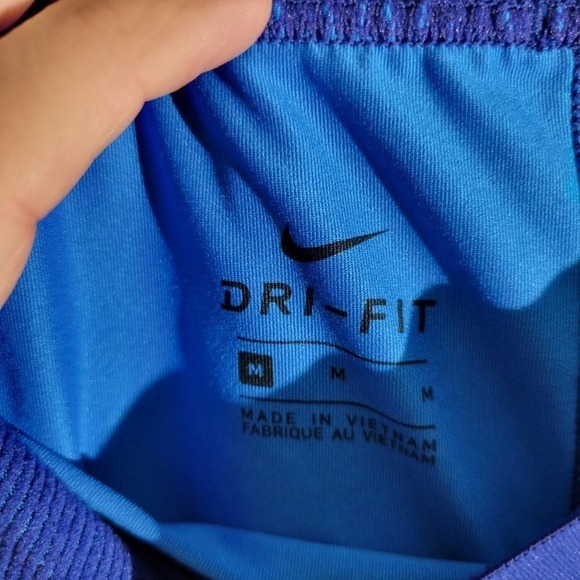 DRI-FIT
M M M
MADE IN VIETNAM
FABRIQUE AU VIETNAM